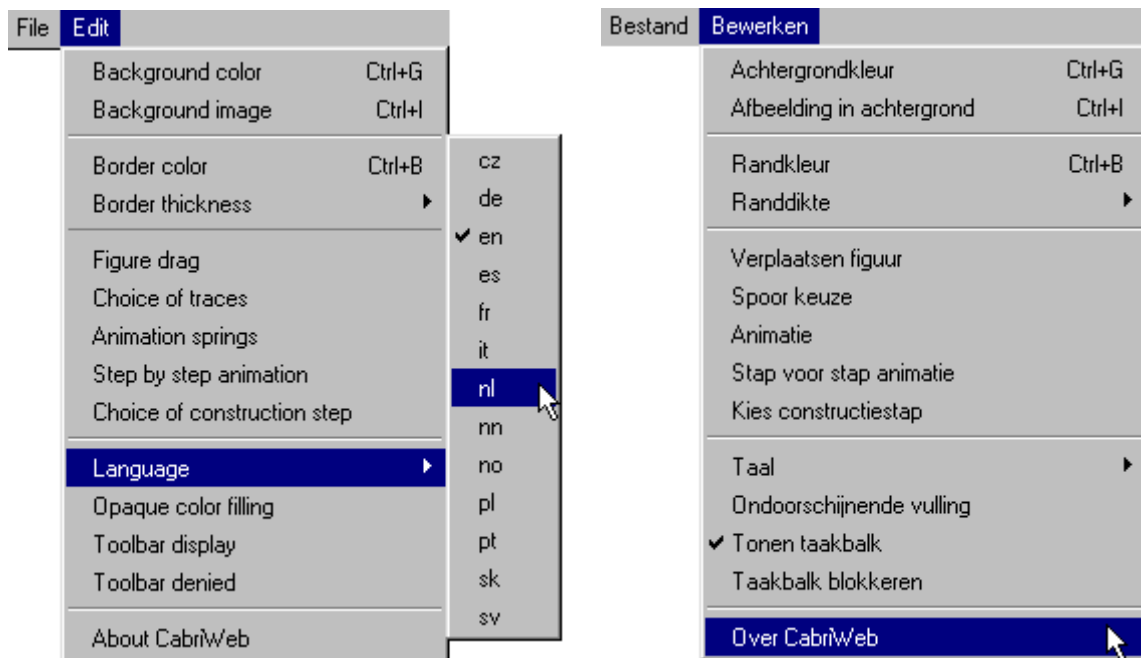 File Edit
Background color Ctrl+G
Background image Ctrl+I
Border color Ctrl+B
Border thickness
Figure drag
Choice of traces
Animation springs
Step by step animation
Choice of construction step
Language
Opaque color filling
Toolbar display
Toolbar denied
About CabriWeb
cz
de
en
es
fr
it
nl
nn
no
pl
pt
sk
sv
Bestand Bewerken
Achtergrondkleur Ctrl+G
Afbeelding in achtergrond Ctrl+I
Randkleur Ctrl+B
Randdikte
Verplaatsen figuur
Spoor keuze
Animatie
Stap voor stap animatie
Kies constructiestap
Taal
Ondoorschijnende vulling
Tonen taakbalk
Taakbalk blokkeren
Over CabriWeb